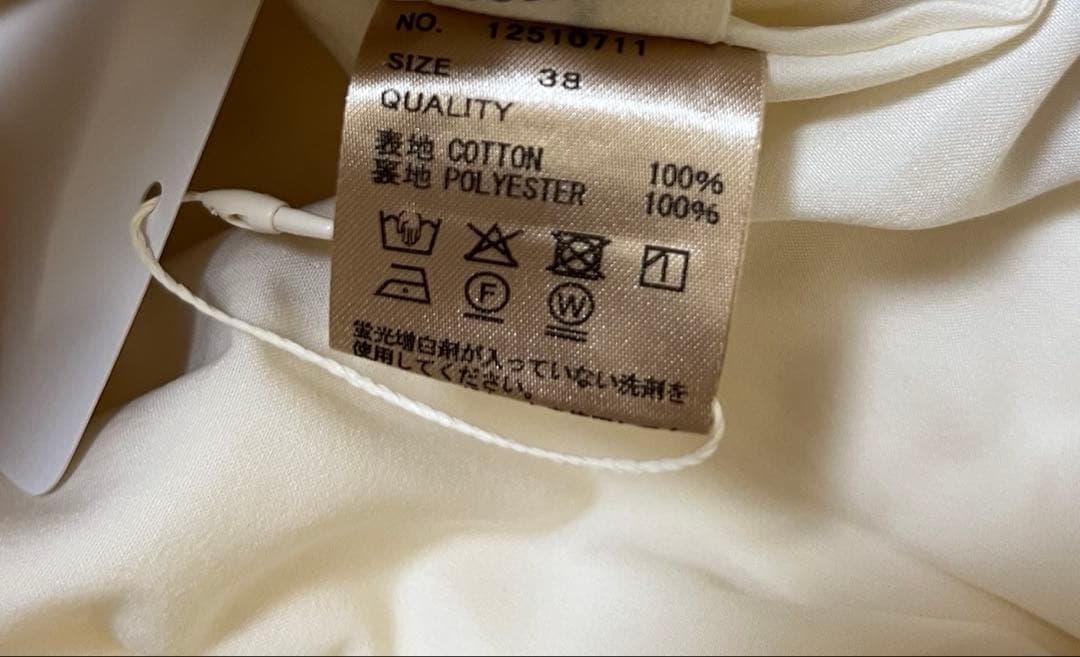 NO. 12510711
SIZE 38
QUALITY
表地 COTTON 100%
裏地 POLYESTER 100%
F
W
蛍光増白剤が入っていない洗剤を
使用してください。